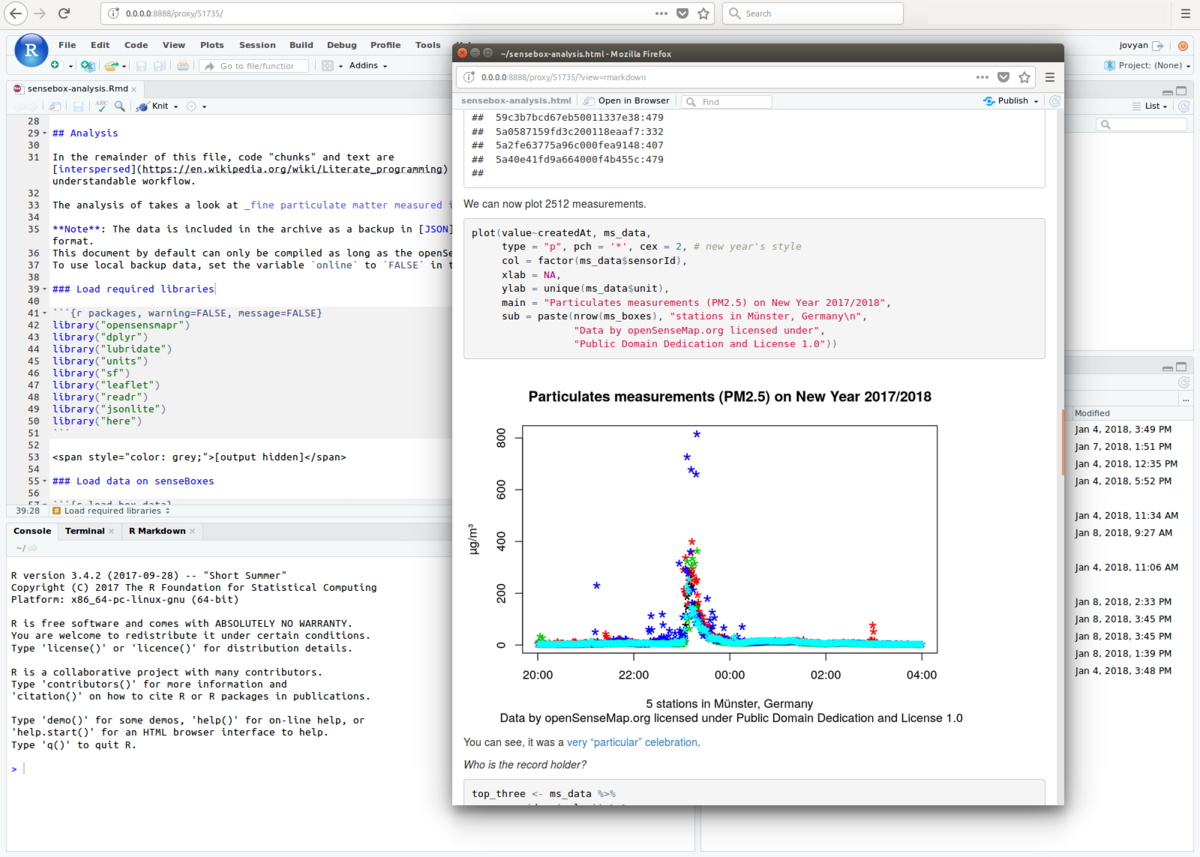 0.0.0.0:8888/proxy/51735/
Search
R
File Edit Code View Plots Session Build Debug Profile Tools
jovyan
Go to file/function
Addins
Project: (None)
sensebox-analysis.Rmd
ABC
Knit
List
28
29 ## Analysis
30
31 In the remainder of this file, code "chunks" and text are
[interspersed](https://en.wikipedia.org/wiki/Literate_programming)
understandable workflow.
32
33 The analysis of takes a look at _fine particulate matter measured
34
35 **Note**: The data is included in the archive as a backup in [JSON]
format.
36 This document by default can only be compiled as long as the openSe
37 To use local backup data, set the variable `online` to `FALSE` in t
38
39 ### Load required libraries
40
41 ```{r packages, warning=FALSE, message=FALSE}
42 library("opensensmapr")
43 library("dplyr")
44 library("lubridate")
45 library("units")
46 library("sf")
47 library("leaflet")
48 library("readr")
49 library("jsonlite")
50 library("here")
51 ```
52
53 <span style="color: grey;">[output hidden]</span>
54
55 ### Load data on senseBoxes
56
57 ```{r load_box_data}
39:28 Load required libraries
Console Terminal R Markdown
~/
R version 3.4.2 (2017-09-28) -- "Short Summer"
Copyright (C) 2017 The R Foundation for Statistical Computing
Platform: x86_64-pc-linux-gnu (64-bit)
R is free software and comes with ABSOLUTELY NO WARRANTY.
You are welcome to redistribute it under certain conditions.
Type 'license()' or 'licence()' for distribution details.
R is a collaborative project with many contributors.
Type 'contributors()' for more information and
'citation()' on how to cite R or R packages in publications.
Type 'demo()' for some demos, 'help()' for on-line help, or
'help.start()' for an HTML browser interface to help.
Type 'q()' to quit R.
>
~/sensebox-analysis.html - Mozilla Firefox
0.0.0.0:8888/proxy/51735/?view=markdown
sensebox-analysis.html Open in Browser Find Publish
## 59c3b7bcd67eb50011337e38:479
## 5a0587159fd3c200118eaaf7:332
## 5a2fe63775a96c000fea9148:407
## 5a40e41fd9a664000f4b455c:479
##
We can now plot 2512 measurements.
plot(value~createdAt, ms_data,
type = "p", pch = '*', cex = 2, # new year's style
col = factor(ms_data$sensorId),
xlab = NA,
ylab = unique(ms_data$unit),
main = "Particulates measurements (PM2.5) on New Year 2017/2018",
sub = paste(nrow(ms_boxes), "stations in Münster, Germany\n",
"Data by openSenseMap.org licensed under",
"Public Domain Dedication and License 1.0"))
Particulates measurements (PM2.5) on New Year 2017/2018
800
600
400
200
0
µg/m³
20:00 22:00 00:00 02:00 04:00
5 stations in Münster, Germany
Data by openSenseMap.org licensed under Public Domain Dedication and License 1.0
You can see, it was a very “particular” celebration.
Who is the record holder?
top_three <- ms_data %>%
Modified
Jan 4, 2018, 3:49 PM
Jan 7, 2018, 1:51 PM
Jan 4, 2018, 12:35 PM
Jan 4, 2018, 5:52 PM
Jan 4, 2018, 11:34 AM
Jan 8, 2018, 9:27 AM
Jan 4, 2018, 11:06 AM
Jan 8, 2018, 2:33 PM
Jan 8, 2018, 3:45 PM
Jan 8, 2018, 3:45 PM
Jan 8, 2018, 1:39 PM
Jan 4, 2018, 3:48 PM